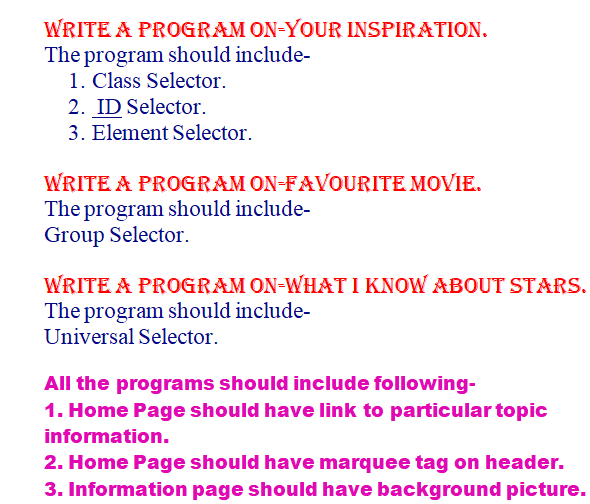 WRITE A PROGRAM ON-YOUR INSPIRATION.
The program should include-
1. Class Selector.
2. ID Selector.
3. Element Selector.
WRITE A PROGRAM ON-FAVOURITE MOVIE.
The program should include-
Group Selector.
WRITE A PROGRAM ON-WHAT I KNOW ABOUT STARS.
The program should include-
Universal Selector.
All the programs should include following-
1. Home Page should have link to particular topic
information.
2. Home Page should have marquee tag on header.
3. Information page should have background picture.